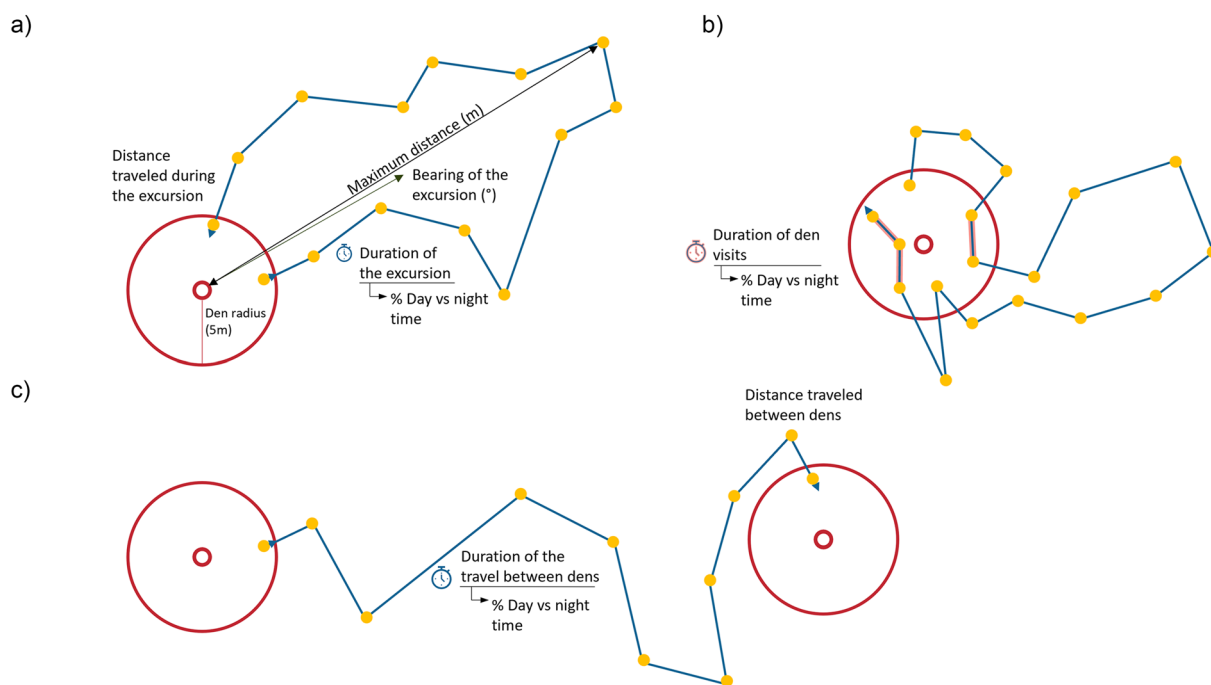 a)
Distance
traveled during
the excursion
Maximum distance (m)
Bearing of the
excursion (°)
Duration of
the excursion
% Day vs night
time
Den radius
(5m)
b)
Duration of den
visits
% Day vs night
time
c)
Distance traveled
between dens
Duration of the
travel between dens
% Day vs night
time